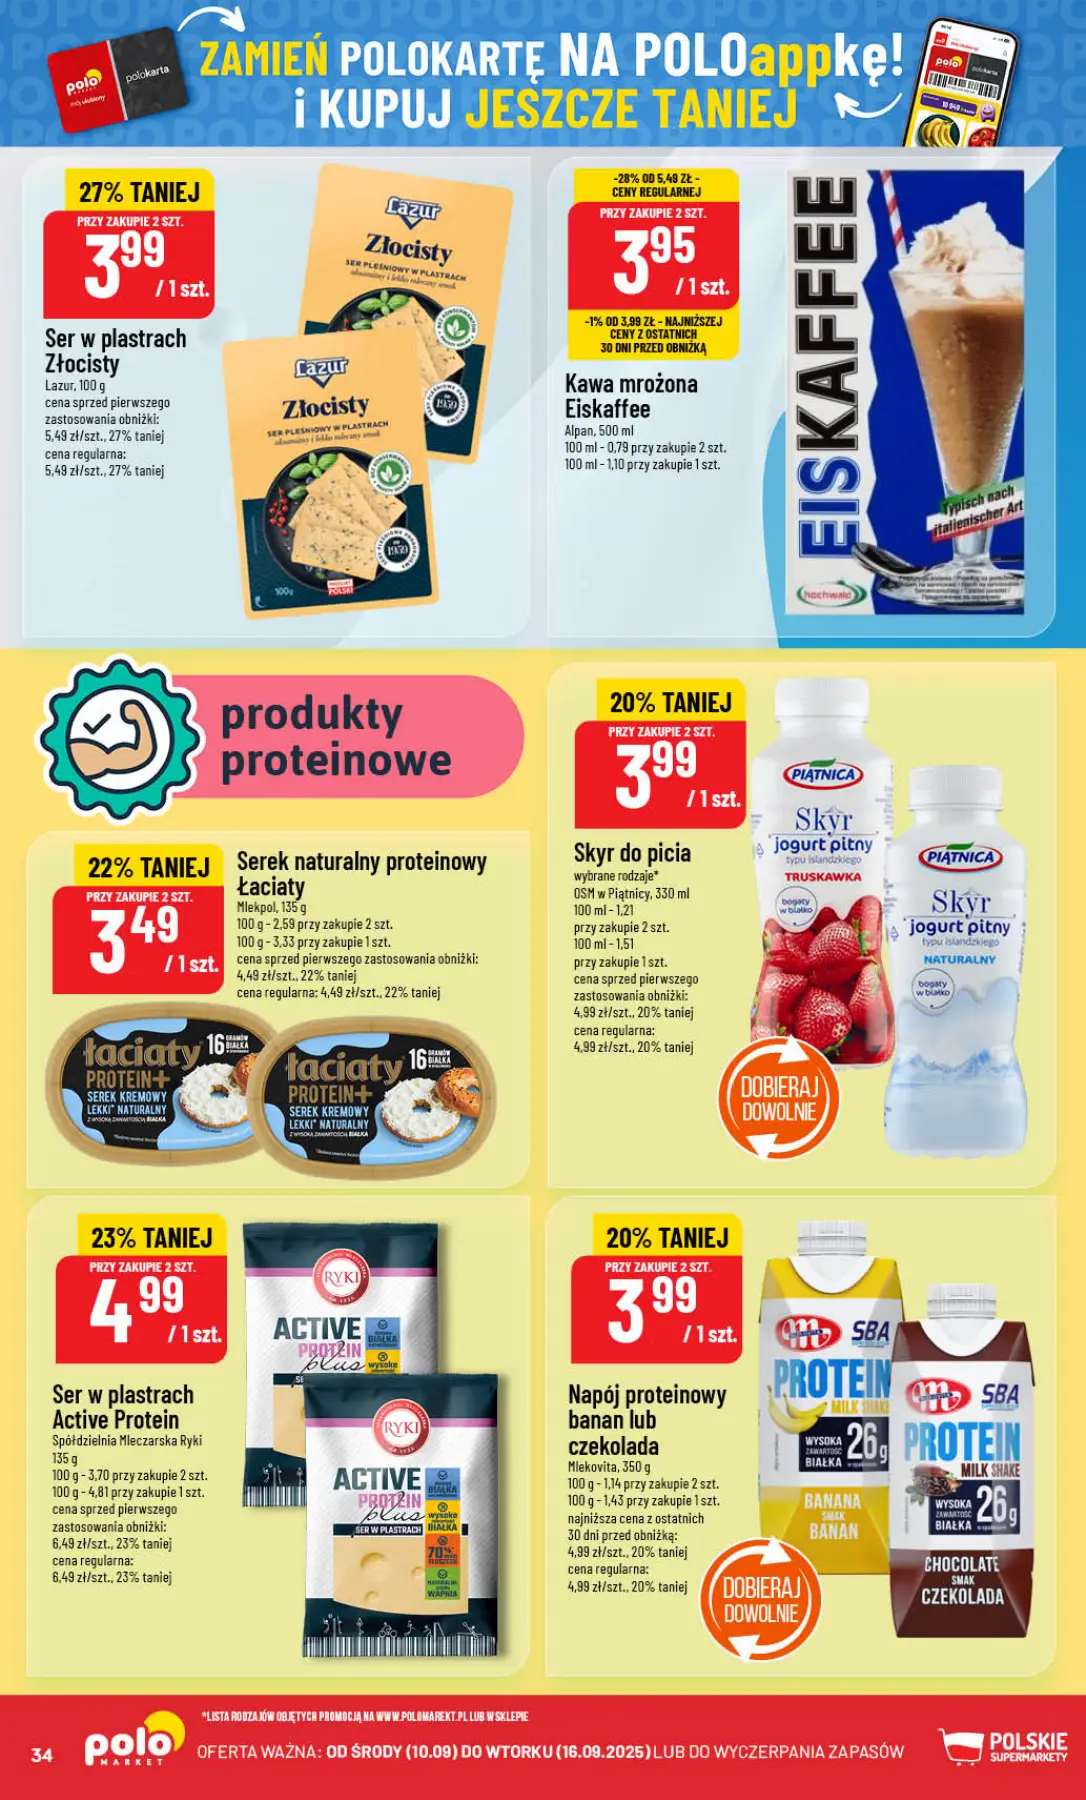 ZAMIEŃ POLOKARTĘ NA POLOappkę!
i KUPUJ JESZCZE TANIEJ
polo
MARKET
mój ulubiony
polokarta
27% TANIEJ
PRZY ZAKUPIE 2 SZT.
3 99
/ 1 szt.
Ser w plastrach
Złocisty
Lazur, 100 g
cena sprzed pierwszego
zastosowania obniżki:
5,49 zł/szt., 27% taniej
cena regularna:
5,49 zł/szt., 27% taniej
Lazur
Złocisty
SER PLEŚNIOWY W PLASTRACH
Lazur
Złocisty
SER PLEŚNIOWY W PLASTRACH
1959
100g
PRODUKT POLSKI
-28% OD 5,49 ZŁ -
CENY REGULARNEJ
PRZY ZAKUPIE 2 SZT.
3 95
/ 1 szt.
-1% OD 3,99 ZŁ - NAJNIŻSZEJ
CENY Z OSTATNICH
30 DNI PRZED OBNIŻKĄ
Kawa mrożona
Eiskaffee
Alpan, 500 ml
100 ml - 0,79 przy zakupie 2 szt.
100 ml - 1,10 przy zakupie 1 szt.
EISKAFFEE
EISKAFFEE
Typisch nach
italienischer Art
hochwald
produkty
proteinowe
22% TANIEJ
PRZY ZAKUPIE 2 SZT.
3 49
/ 1 szt.
Serek naturalny proteinowy
Łaciaty
Mlekpol, 135 g
100 g - 2,59 przy zakupie 2 szt.
100 g - 3,33 przy zakupie 1 szt.
cena sprzed pierwszego zastosowania obniżki:
4,49 zł/szt., 22% taniej
cena regularna: 4,49 zł/szt., 22% taniej
łaciaty
PROTEIN+
SEREK KREMOWY
LEKKI* NATURALNY
Z WYSOKĄ ZAWARTOŚCIĄ BIAŁKA
16 GRAMÓW BIAŁKA
łaciaty
PROTEIN+
SEREK KREMOWY
LEKKI* NATURALNY
Z WYSOKĄ ZAWARTOŚCIĄ BIAŁKA
16 GRAMÓW BIAŁKA
20% TANIEJ
PRZY ZAKUPIE 2 SZT.
3 99
/ 1 szt.
Skyr do picia
wybrane rodzaje*
OSM w Piątnicy, 330 ml
100 ml - 1,21
przy zakupie 2 szt.
100 ml - 1,51
przy zakupie 1 szt.
cena sprzed pierwszego
zastosowania obniżki:
4,99 zł/szt., 20% taniej
cena regularna:
4,99 zł/szt., 20% taniej
PIĄTNICA
Skyr
jogurt pitny
typu islandzkiego
TRUSKAWKA
bogaty w białko
PIĄTNICA
Skyr
jogurt pitny
typu islandzkiego
NATURALNY
bogaty w białko
DOBIERAJ
DOWOLNIE
23% TANIEJ
PRZY ZAKUPIE 2 SZT.
4 99
/ 1 szt.
Ser w plastrach
Active Protein
Spółdzielnia Mleczarska Ryki
135 g
100 g - 3,70 przy zakupie 2 szt.
100 g - 4,81 przy zakupie 1 szt.
cena sprzed pierwszego
zastosowania obniżki:
6,49 zł/szt., 23% taniej
cena regularna:
6,49 zł/szt., 23% taniej
RYKI
ACTIVE
PROTEIN
plus
RYKI
ACTIVE
PROTEIN
plus
SER W PLASTRACH
20% TANIEJ
PRZY ZAKUPIE 2 SZT.
3 99
/ 1 szt.
Napój proteinowy
banan lub
czekolada
Mlekovita, 350 g
100 g - 1,14 przy zakupie 2 szt.
100 g - 1,43 przy zakupie 1 szt.
najniższa cena z ostatnich
30 dni przed obniżką:
4,99 zł/szt., 20% taniej
cena regularna:
4,99 zł/szt., 20% taniej
SBA
PROTEIN
MILK SHAKE
WYSOKA
ZAWARTOŚĆ
BIAŁKA
26g
BANANA
SMAK
BANAN
SBA
PROTEIN
MILK SHAKE
WYSOKA
ZAWARTOŚĆ
BIAŁKA
26g
CHOCOLATE
SMAK
CZEKOLADA
DOBIERAJ
DOWOLNIE
*LISTA RODZAJÓW OBJĘTYCH PROMOCJĄ NA WWW.POLOMAREKT.PL LUB W SKLEPIE
34
polo
MARKET
OFERTA WAŻNA: OD ŚRODY (10.09) DO WTORKU (16.09.2025) LUB DO WYCZERPANIA ZAPASÓW
POLSKIE
SUPERMARKETY